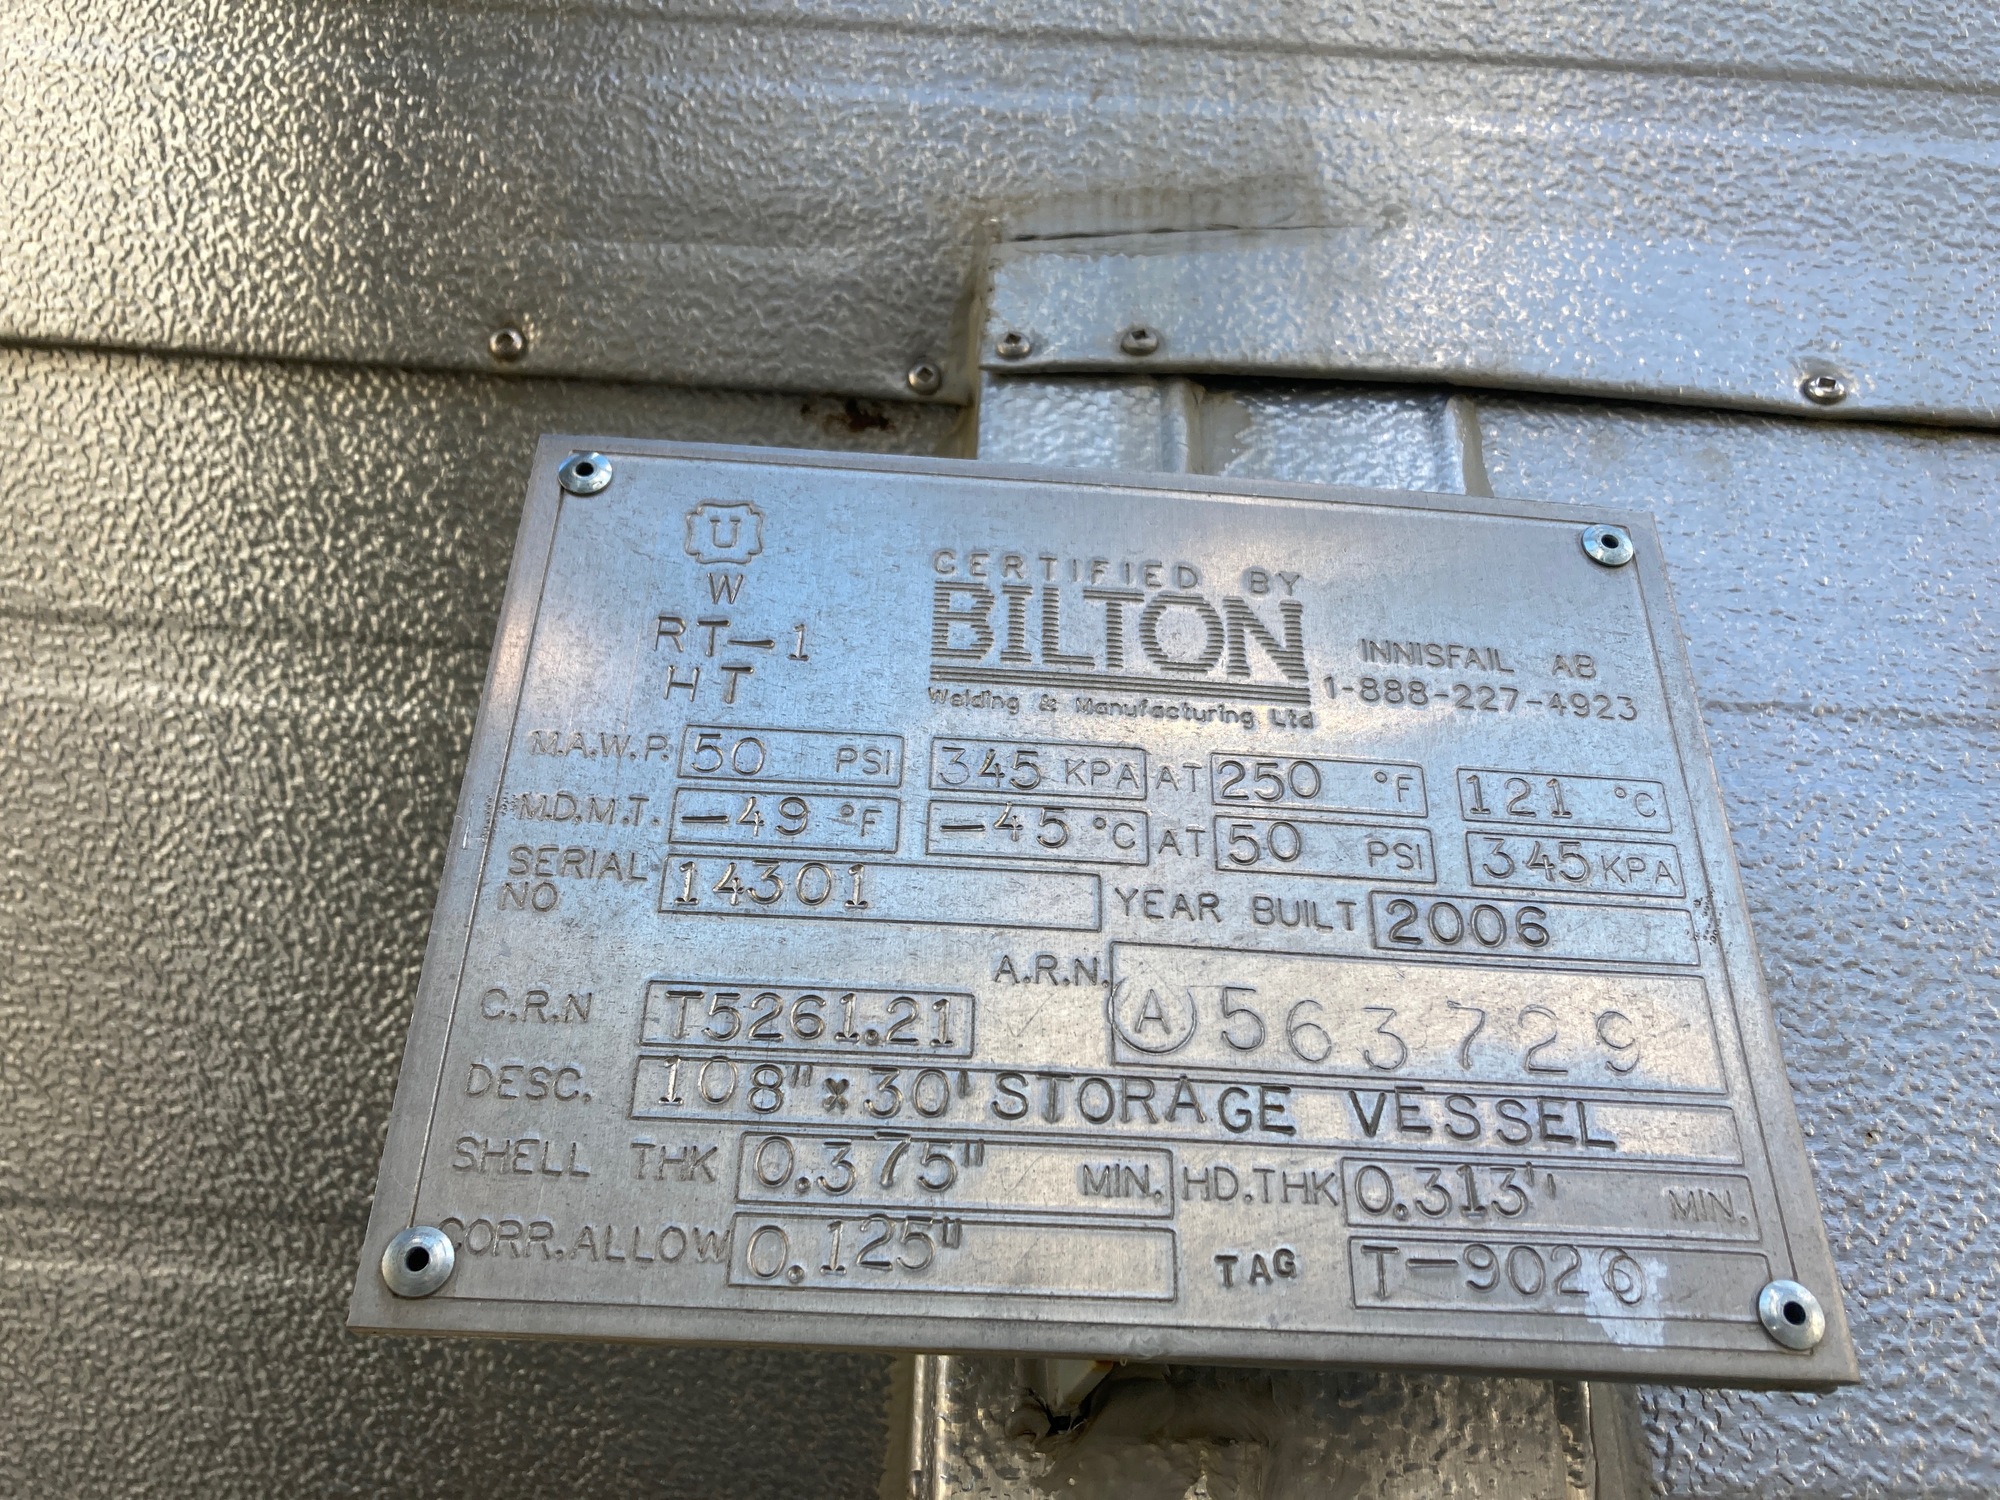 U
W
RT-1
HT
CERTIFIED BY
BILTON
Welding & Manufacturing Ltd
INNISFAIL AB
1-888-227-4923
M.A.W.P. 50 PSI 345 KPA AT 250 °F 121 °C
M.D.M.T. -49 °F -45 °C AT 50 PSI 345 KPA
SERIAL NO 14301 YEAR BUILT 2006
C.R.N T5261.21 A.R.N. A 563729
DESC. 108" x 30' STORAGE VESSEL
SHELL THK 0.375" MIN. HD.THK 0.313" MIN.
CORR.ALLOW 0.125" TAG T-9026